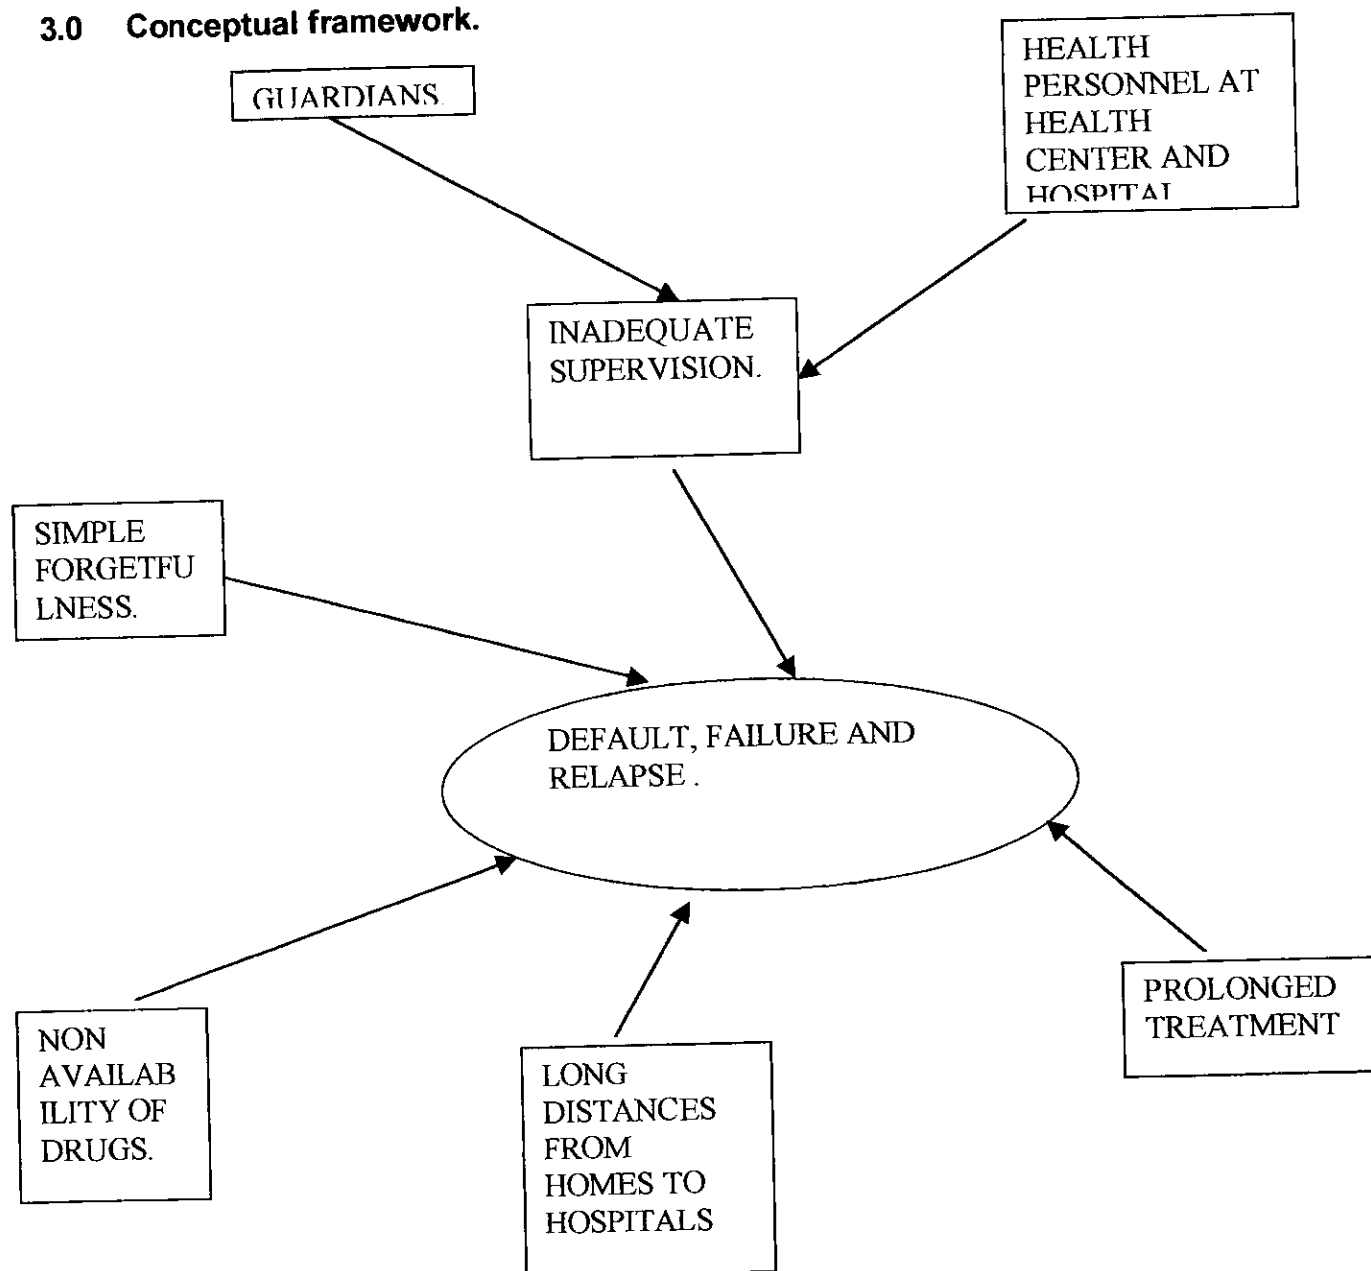 3.0 Conceptual framework.
GUARDIANS.
HEALTH
PERSONNEL AT
HEALTH
CENTER AND
HOSPITAL
INADEQUATE
SUPERVISION.
SIMPLE
FORGETFU
LNESS.
DEFAULT, FAILURE AND
RELAPSE .
NON
AVAILAB
ILITY OF
DRUGS.
LONG
DISTANCES
FROM
HOMES TO
HOSPITALS
PROLONGED
TREATMENT